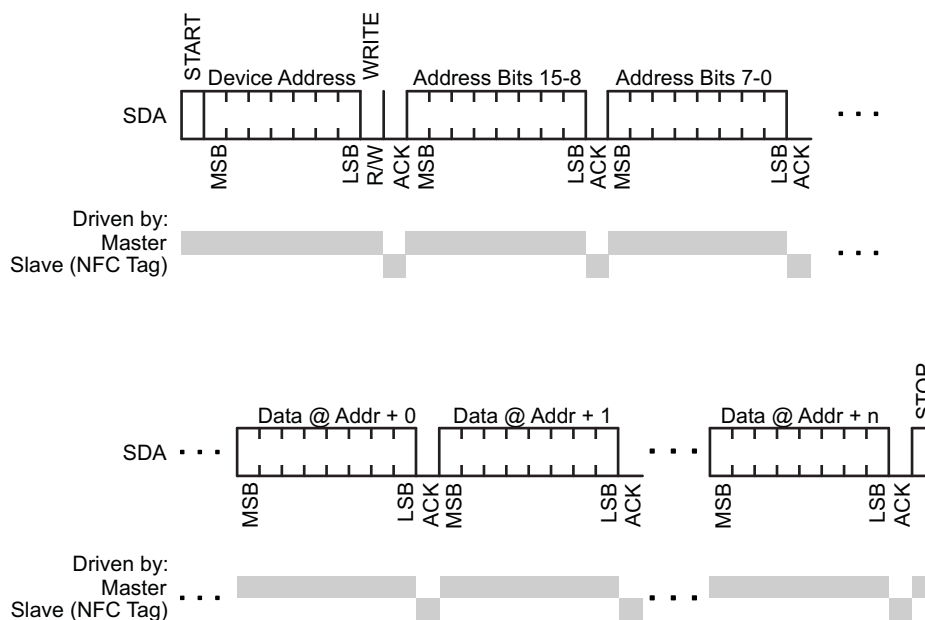 START
WRITE
Device Address
Address Bits 15-8
Address Bits 7-0
SDA
. . .
MSB
LSB
R/W
ACK
MSB
LSB
ACK
MSB
LSB
ACK
Driven by:
Master
Slave (NFC Tag)
. . .
STOP
Data @ Addr + 0
Data @ Addr + 1
Data @ Addr + n
SDA
. . .
. . .
MSB
LSB
ACK
MSB
LSB
ACK
MSB
LSB
ACK
Driven by:
Master
Slave (NFC Tag)
. . .
. . .